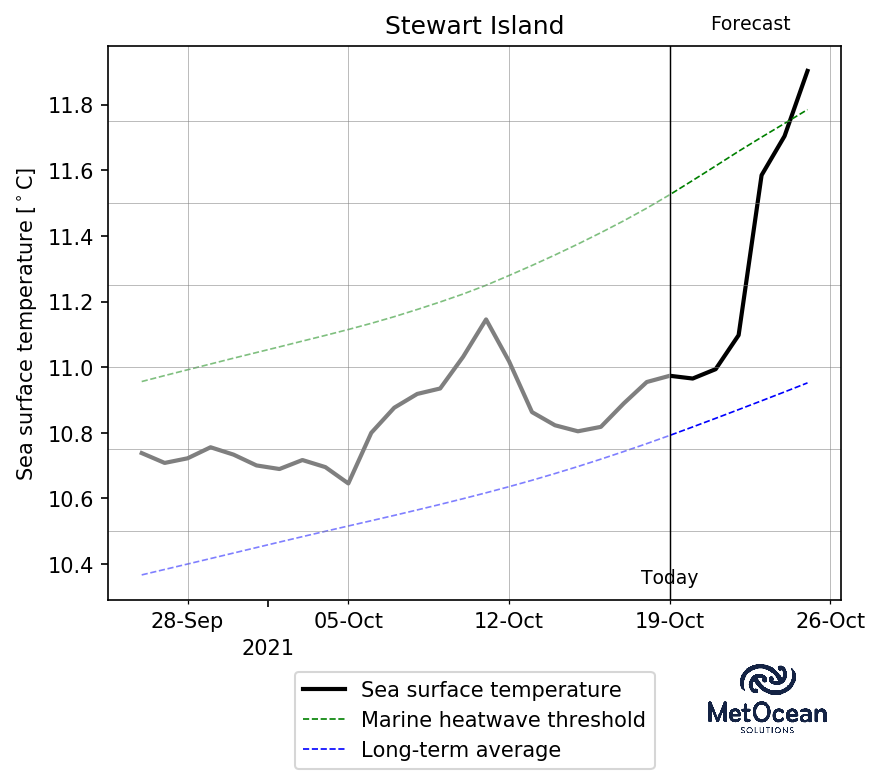 Stewart Island
Forecast
Sea surface temperature [°C]
11.8
11.6
11.4
11.2
11.0
10.8
10.6
10.4
Today
28-Sep
05-Oct
12-Oct
19-Oct
26-Oct
2021
Sea surface temperature
Marine heatwave threshold
Long-term average
MetOcean
SOLUTIONS